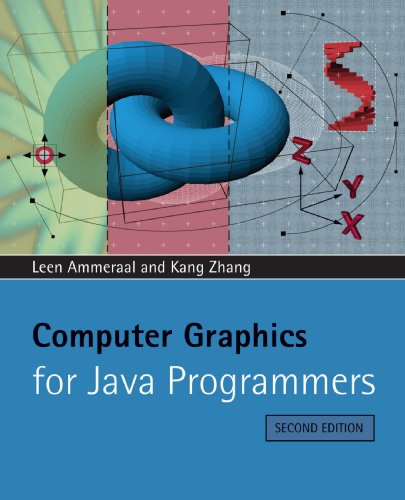 Z
Y
X
Leen Ammeraal and Kang Zhang
Computer Graphics
for Java Programmers
SECOND EDITION